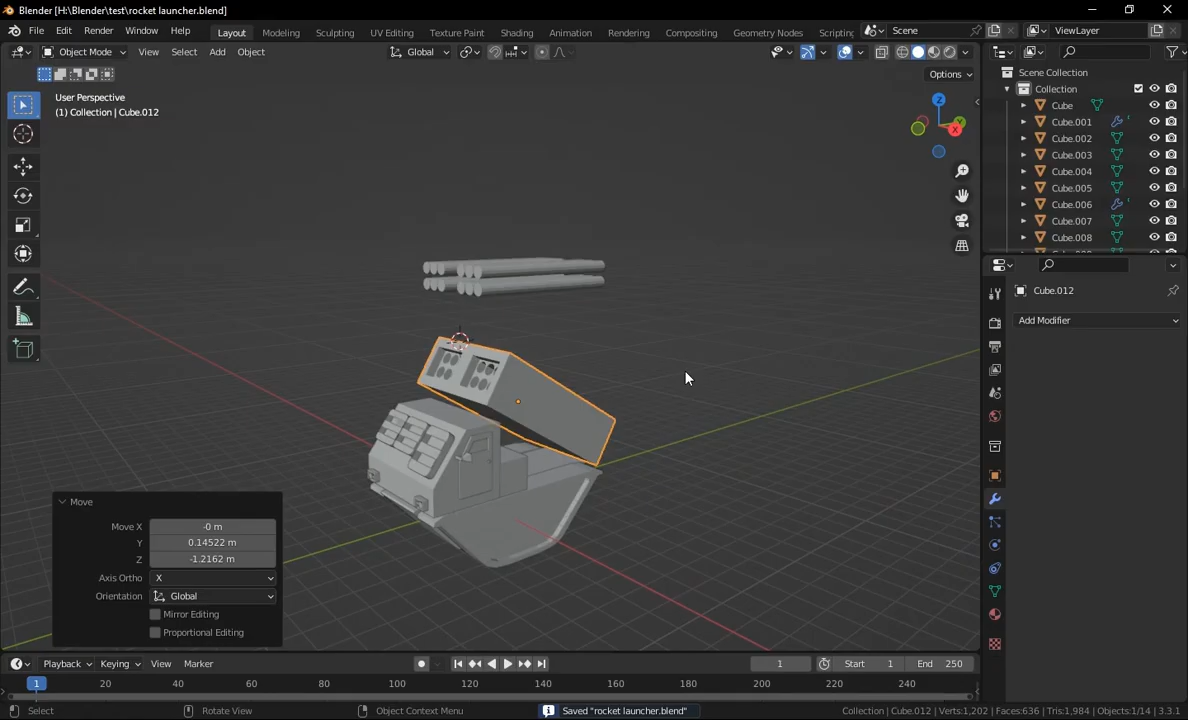 Blender [H:\Blender\test\rocket launcher.blend]
File Edit Render Window Help Layout Modeling Sculpting UV Editing Texture Paint Shading Animation Rendering Compositing Geometry Nodes Scripting Scene ViewLayer
Object Mode View Select Add Object Global
Options
User Perspective
(1) Collection | Cube.012
Z
Y
X
Scene Collection
Collection
Cube
Cube.001
Cube.002
Cube.003
Cube.004
Cube.005
Cube.006
Cube.007
Cube.008
Cube.012
Add Modifier
Move
Move X -0 m
Y 0.14522 m
Z -1.2162 m
Axis Ortho X
Orientation Global
Mirror Editing
Proportional Editing
Playback Keying View Marker 1 Start 1 End 250
1 20 40 60 80 100 120 140 160 180 200 220 240
Select Rotate View Object Context Menu Saved "rocket launcher.blend" Collection | Cube.012 | Verts:1,202 | Faces:636 | Tris:1,984 | Objects:1/14 | 3.3.1